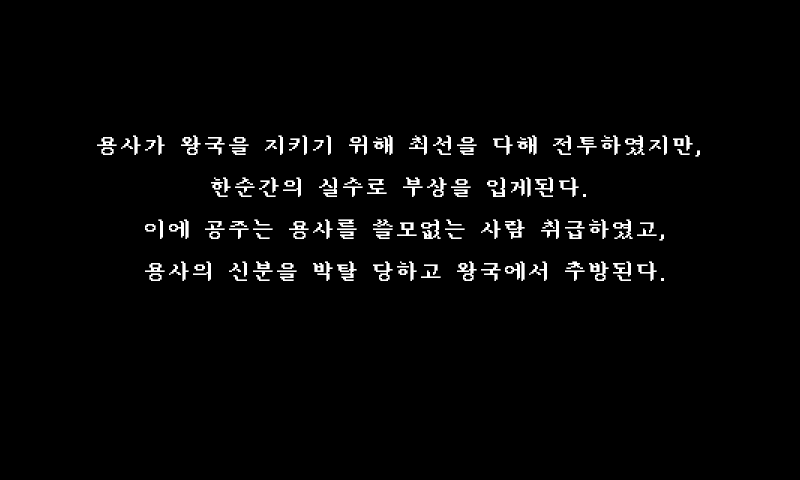 용사가 왕국을 지키기 위해 최선을 다해 전투하였지만,
한순간의 실수로 부상을 입게된다.
이에 공주는 용사를 쓸모없는 사람 취급하였고,
용사의 신분을 박탈 당하고 왕국에서 추방된다.